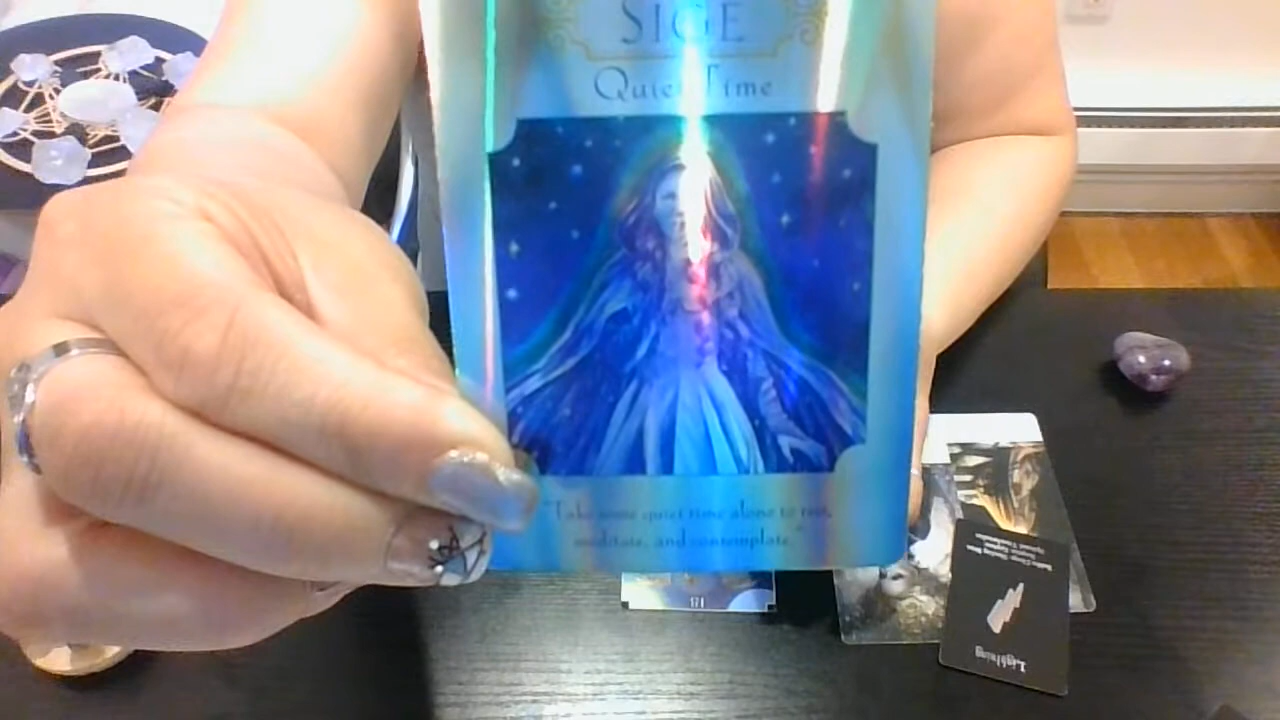 SIGE
Quiet Time
"Take some quiet time alone to rest,
meditate, and contemplate."
Lightning